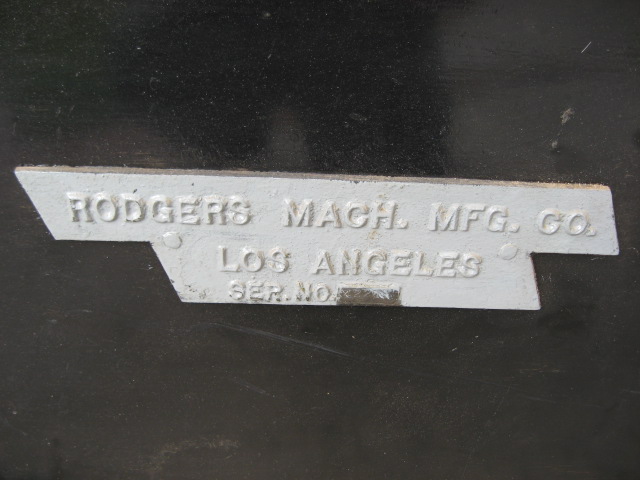 RODGERS MACH. MFG. CO.
LOS ANGELES
SER. NO.